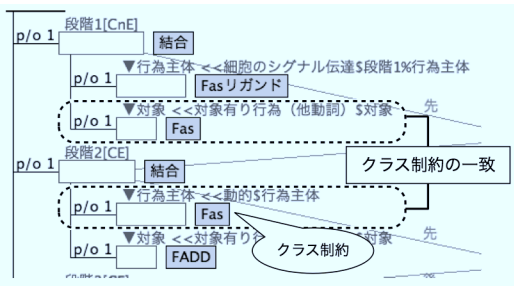 段階1[CnE]
p/o 1
結合
▼行為主体 <<細胞のシグナル伝達$段階1%行為主体
p/o 1
Fasリガンド
▼対象 <<対象有り行為（他動詞）$対象
先
p/o 1
Fas
段階2[CE]
p/o 1
結合
クラス制約の一致
▼行為主体 <<動的$行為主体
p/o 1
Fas
▼対象 <<対象有り
対象
先
クラス制約
p/o 1
FADD